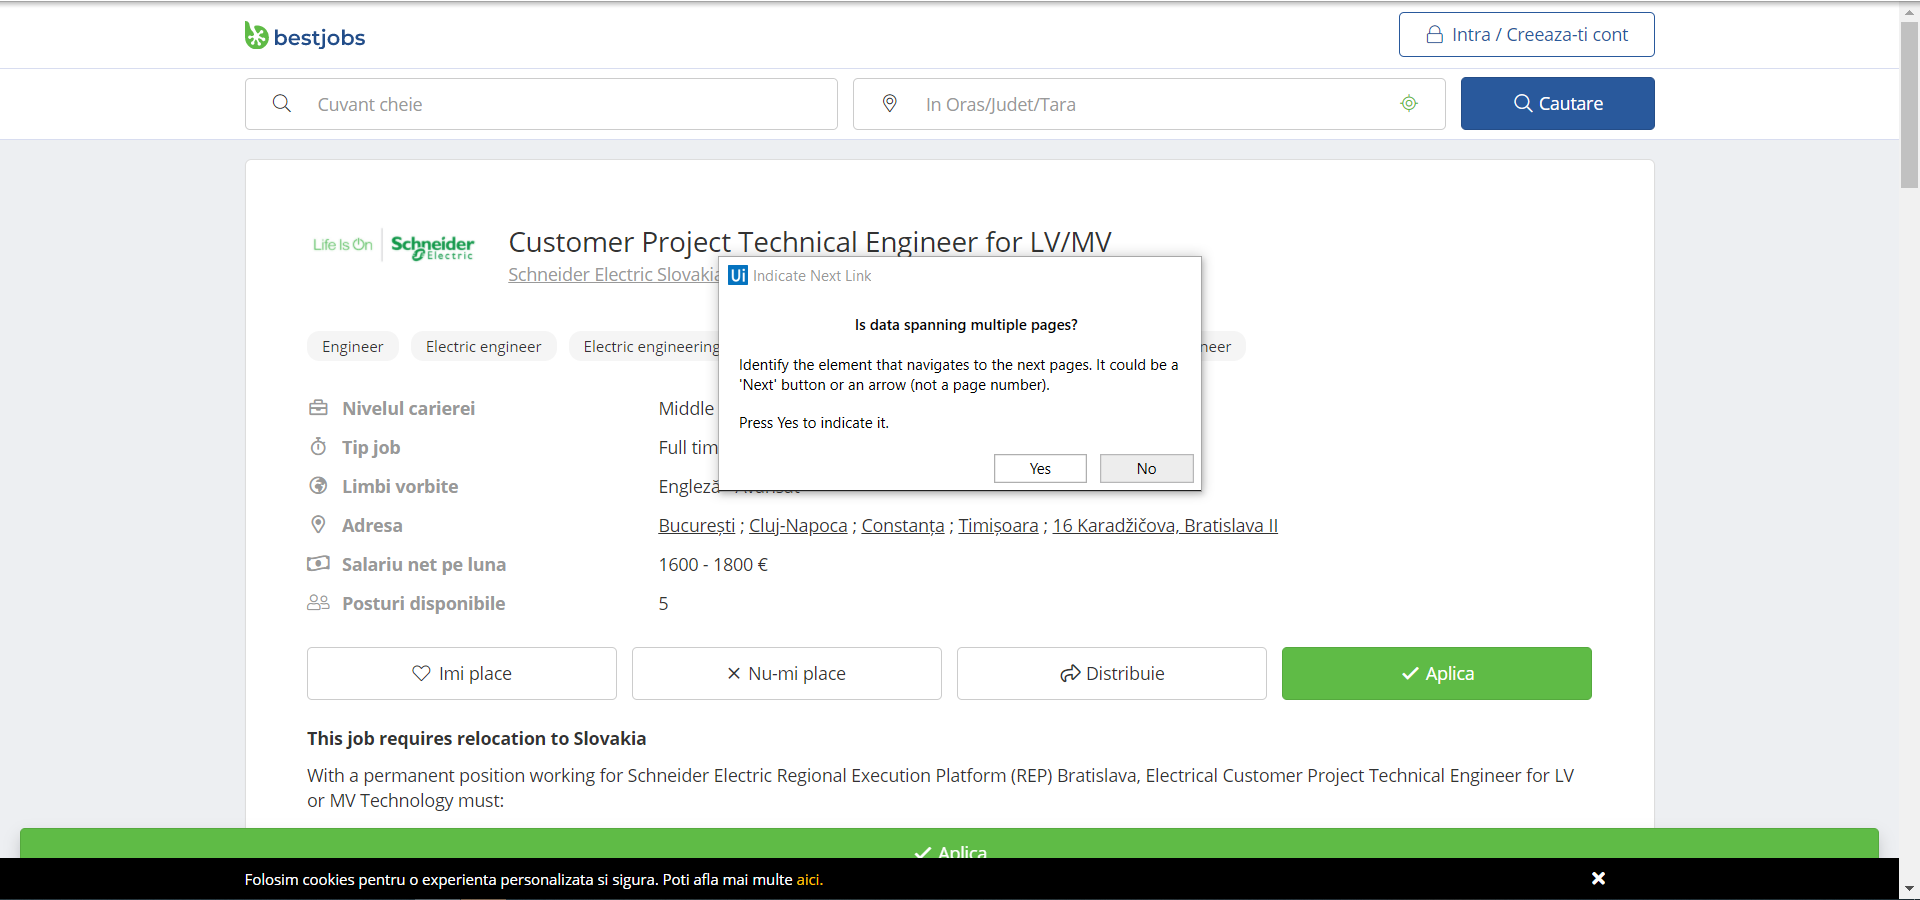 bestjobs
Intra / Creeaza-ti cont
Cuvant cheie
In Oras/Judet/Tara
Cautare
Life Is On
Schneider
Electric
Customer Project Technical Engineer for LV/MV
Schneider Electric Slovakia
Ui Indicate Next Link
Is data spanning multiple pages?
Identify the element that navigates to the next pages. It could be a
'Next' button or an arrow (not a page number).
Press Yes to indicate it.
Yes
No
Engineer
Electric engineer
Electric engineering
neer
Nivelul carierei
Middle
Tip job
Full tim
Limbi vorbite
Engleză
Adresa
București ; Cluj-Napoca ; Constanța ; Timișoara ; 16 Karadžičova, Bratislava II
Salariu net pe luna
1600 - 1800 €
Posturi disponibile
5
Imi place
Nu-mi place
Distribuie
Aplica
This job requires relocation to Slovakia
With a permanent position working for Schneider Electric Regional Execution Platform (REP) Bratislava, Electrical Customer Project Technical Engineer for LV
or MV Technology must:
Aplica
Folosim cookies pentru o experienta personalizata si sigura. Poti afla mai multe aici.